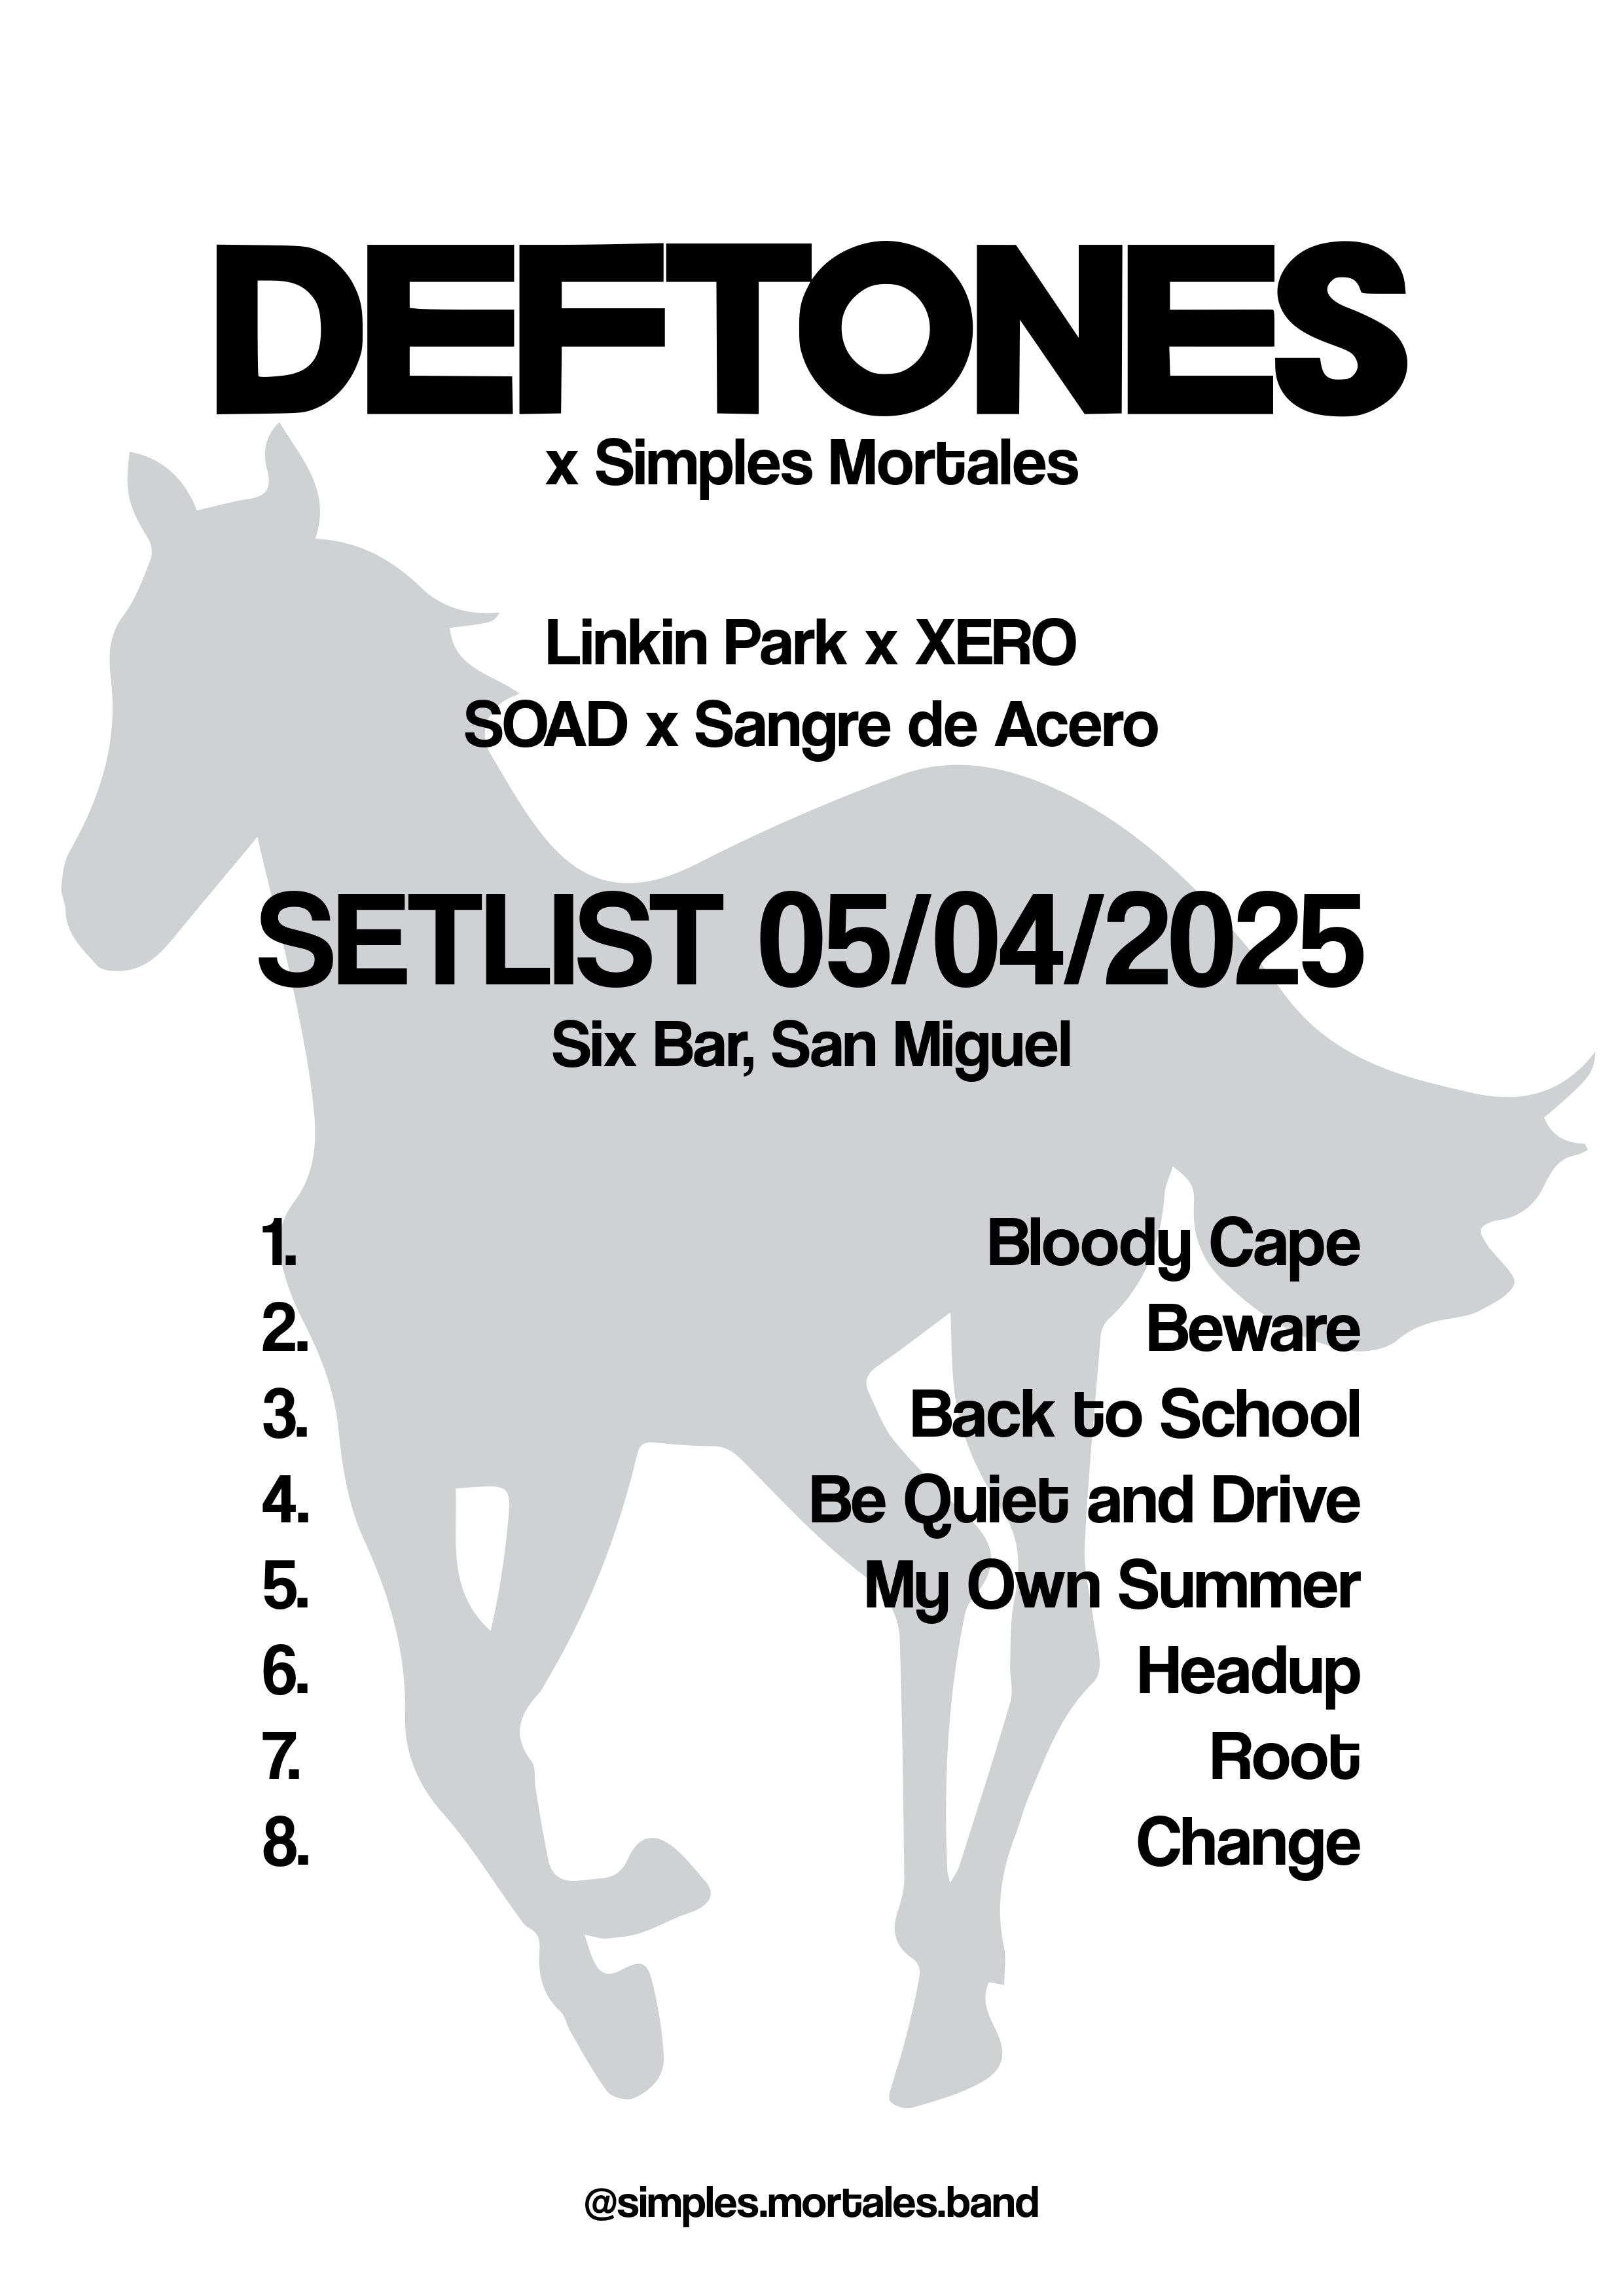 DEFTONES
x Simples Mortales
Linkin Park x XERO
SOAD x Sangre de Acero
SETLIST 05/04/2025
Six Bar, San Miguel
1. Bloody Cape
2. Beware
3. Back to School
4. Be Quiet and Drive
5. My Own Summer
6. Headup
7. Root
8. Change
@simples.mortales.band